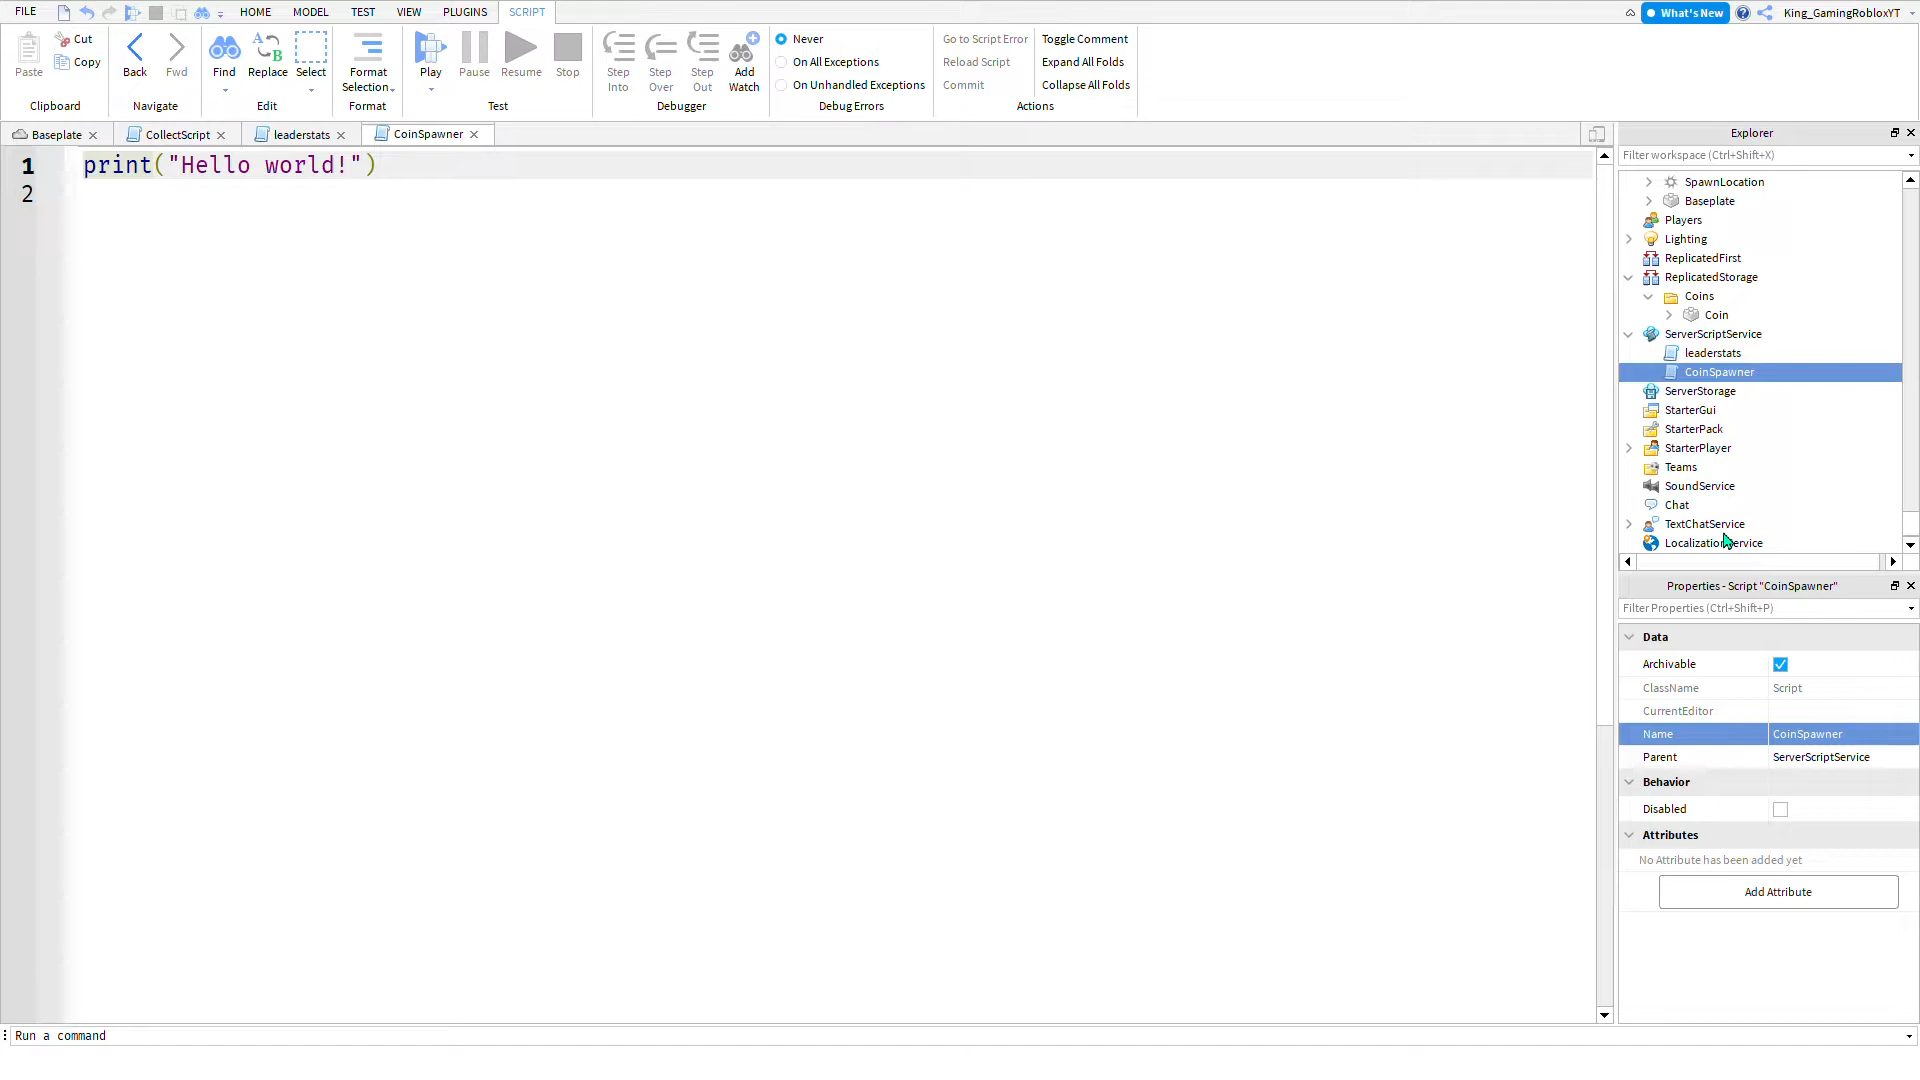 FILE HOME MODEL TEST VIEW PLUGINS SCRIPT What's New King_GamingRobloxYT
Paste Cut Copy Clipboard
Back Fwd Navigate
Find Replace Select Edit
Format Selection Format
Play Pause Resume Stop Test
Step Into Step Over Step Out Add Watch Debugger
Never
On All Exceptions
On Unhandled Exceptions
Debug Errors
Go to Script Error Toggle Comment
Reload Script Expand All Folds
Commit Collapse All Folds
Actions
Baseplate CollectScript leaderstats CoinSpawner
1 print("Hello world!")
2
Explorer
Filter workspace (Ctrl+Shift+X)
SpawnLocation
Baseplate
Players
Lighting
ReplicatedFirst
ReplicatedStorage
Coins
Coin
ServerScriptService
leaderstats
CoinSpawner
ServerStorage
StarterGui
StarterPack
StarterPlayer
Teams
SoundService
Chat
TextChatService
Properties - Script "CoinSpawner"
Filter Properties (Ctrl+Shift+P)
Data
Archivable
ClassName Script
CurrentEditor
Name CoinSpawner
Parent ServerScriptService
Behavior
Disabled
Attributes
No Attribute has been added yet
Add Attribute
Run a command